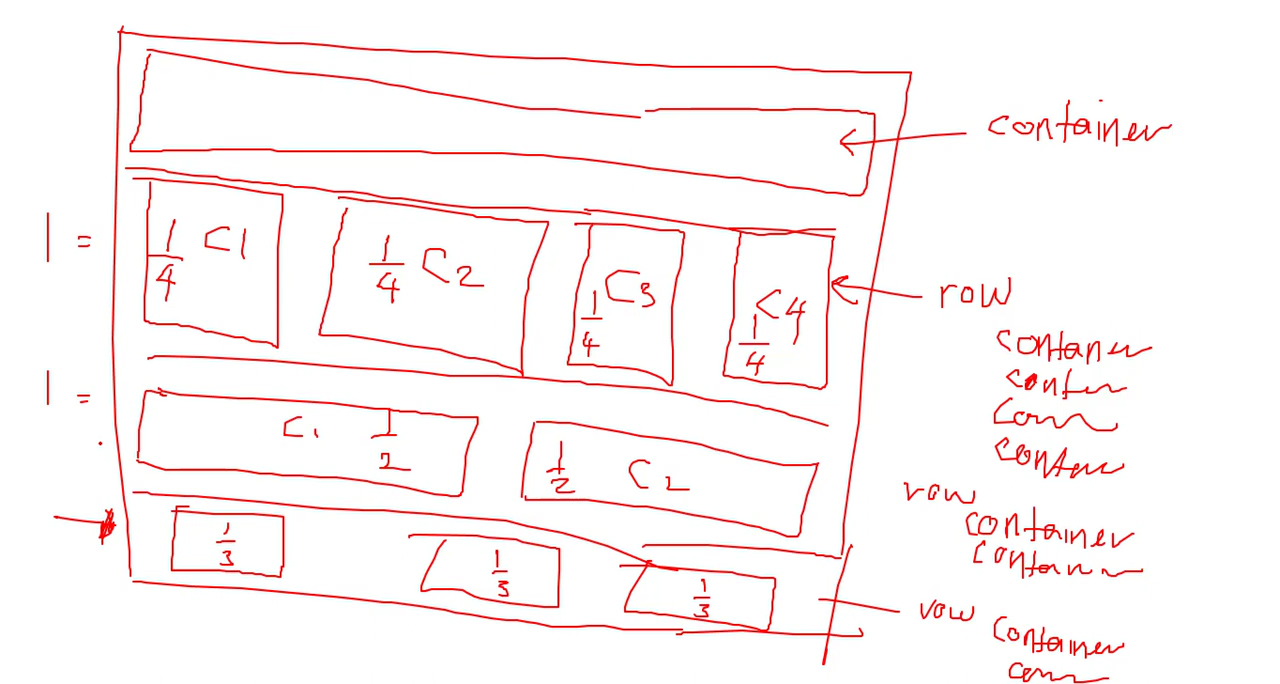 container
1 =
1/4 C1
1/4 C2
1/4 C3
1/4 C4
row
contaner
1 =
C1 1/2
1/2 C2
row
container
1/3
1/3
1/3
row
container